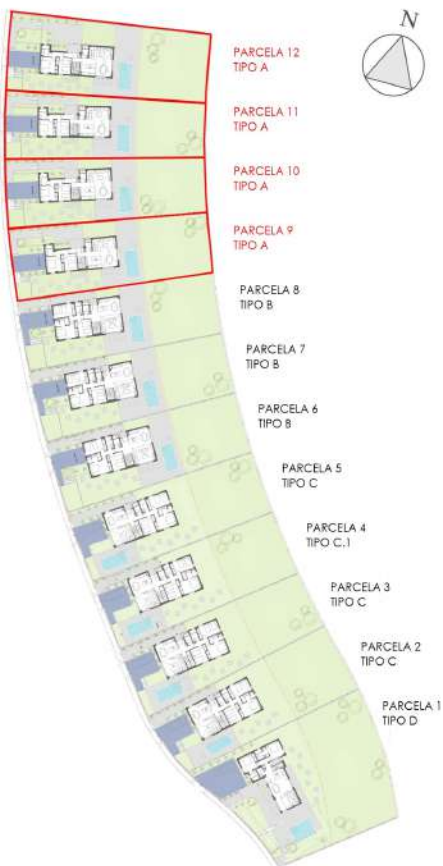 N
PARCELA 12
TIPO A
PARCELA 11
TIPO A
PARCELA 10
TIPO A
PARCELA 9
TIPO A
PARCELA 8
TIPO B
PARCELA 7
TIPO B
PARCELA 6
TIPO B
PARCELA 5
TIPO C
PARCELA 4
TIPO C.1
PARCELA 3
TIPO C
PARCELA 2
TIPO C
PARCELA 1
TIPO D